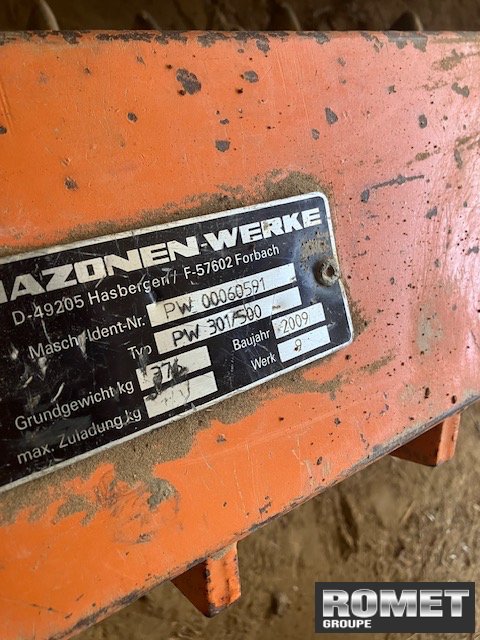 MAZONEN-WERKE
D-49205 Hasbergen / F-57602 Forbach
Masch/Ident-Nr. PW 00060591
Typ PW 301/500
Grundgewicht kg Baujahr 2009
max. Zuladung kg Werk
ROMET
GROUPE